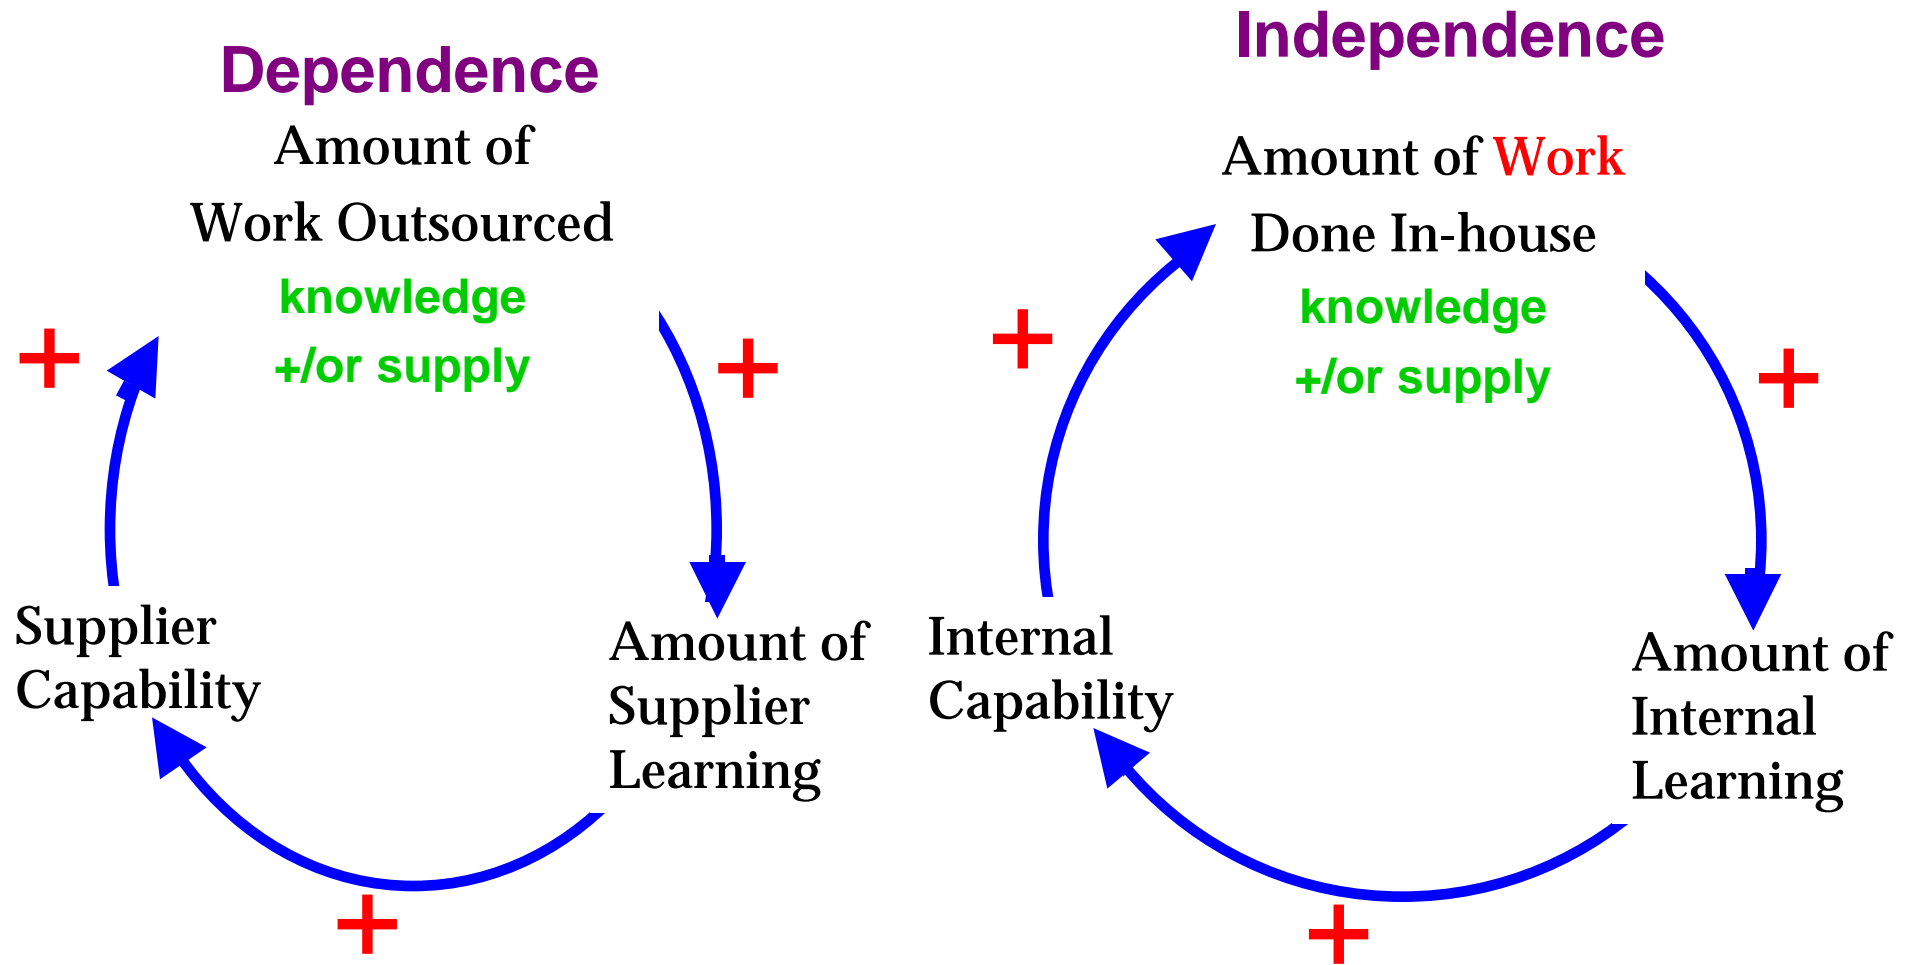 Dependence
Amount of
Work Outsourced
knowledge
+/or supply
+
+
Supplier
Capability
Amount of
Supplier
Learning
+
Independence
Amount of Work
Done In-house
knowledge
+/or supply
+
+
Internal
Capability
Amount of
Internal
Learning
+